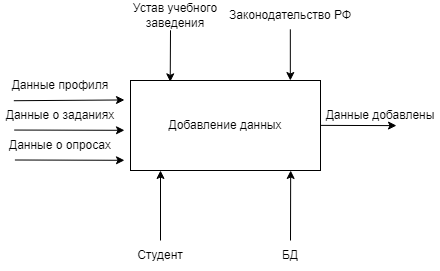 Устав учебного
заведения
Законодательство РФ
Данные профиля
Данные о заданиях
Данные о опросах
Добавление данных
Данные добавлены
Студент
БД